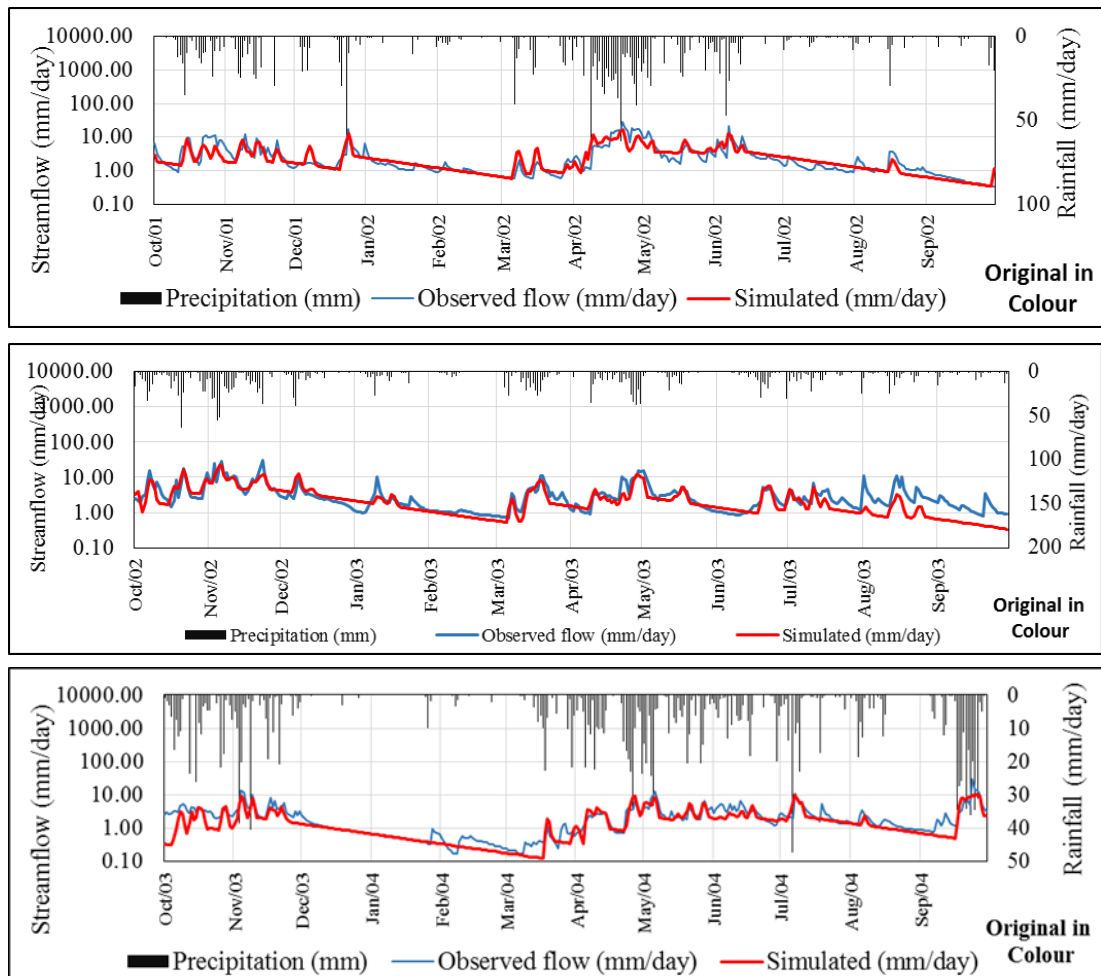 10000.00
1000.00
100.00
10.00
1.00
0.10
Streamflow (mm/day)
0
50
100
Rainfall (mm/day)
Oct/01 Nov/01 Dec/01 Jan/02 Feb/02 Mar/02 Apr/02 May/02 Jun/02 Jul/02 Aug/02 Sep/02
Precipitation (mm) Observed flow (mm/day) Simulated (mm/day)
Original in
Colour
10000.00
1000.00
100.00
10.00
1.00
0.10
Streamflow (mm/day)
0
50
100
150
200
Rainfall (mm/day)
Oct/02 Nov/02 Dec/02 Jan/03 Feb/03 Mar/03 Apr/03 May/03 Jun/03 Jul/03 Aug/03 Sep/03
Precipitation (mm) Observed flow (mm/day) Simulated (mm/day)
Original in
Colour
10000.00
1000.00
100.00
10.00
1.00
0.10
Streamflow (mm/day)
0
10
20
30
40
50
Rainfall (mm/day)
Oct/03 Nov/03 Dec/03 Jan/04 Feb/04 Mar/04 Apr/04 May/04 Jun/04 Jul/04 Aug/04 Sep/04
Precipitation (mm) Observed flow (mm/day) Simulated (mm/day)
Original in
Colour